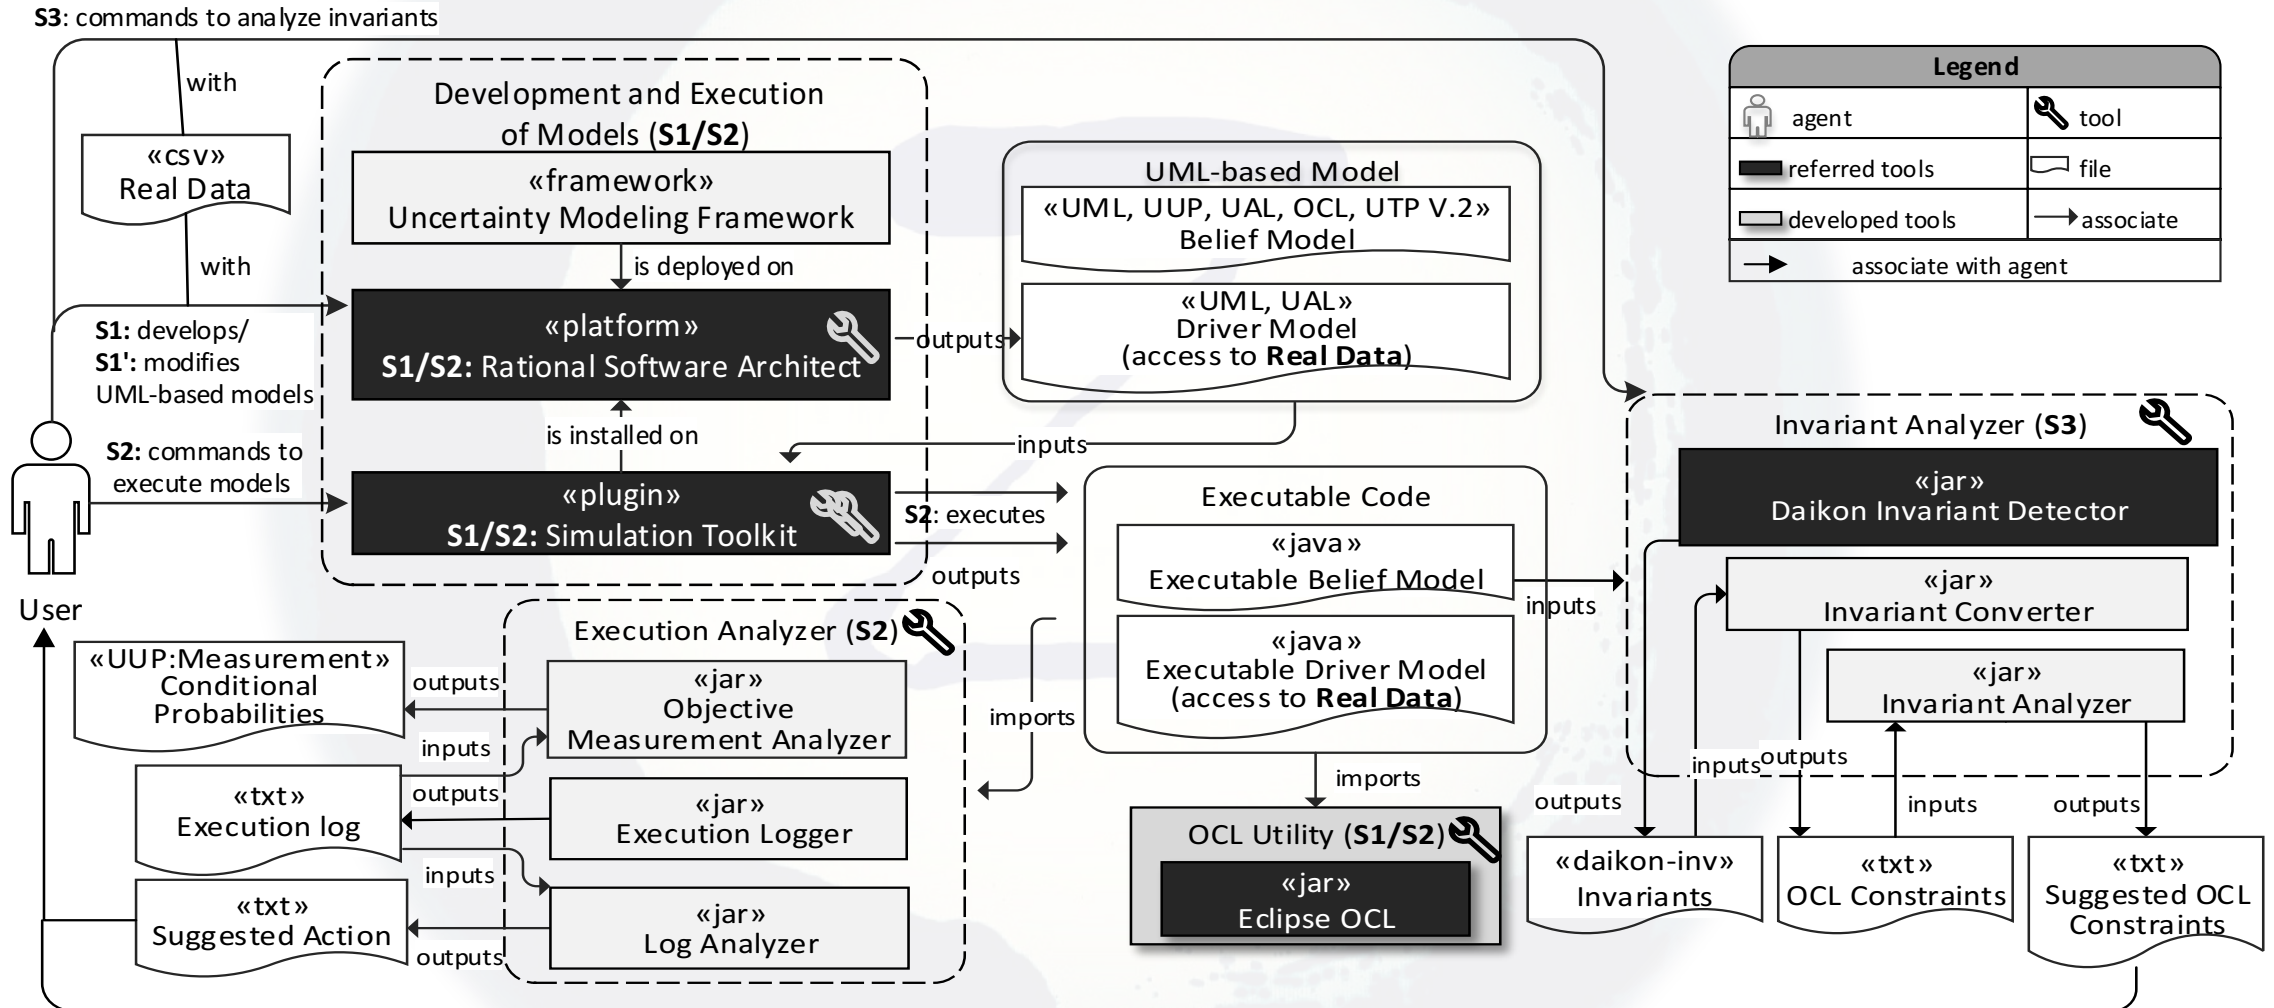 S3: commands to analyze invariants
with
«csv»
Real Data
with
S1: develops/
S1': modifies
UML-based models
S2: commands to
execute models
User
Development and Execution
of Models (S1/S2)
«framework»
Uncertainty Modeling Framework
is deployed on
«platform»
S1/S2: Rational Software Architect
is installed on
«plugin»
S1/S2: Simulation Toolkit
outputs
UML-based Model
«UML, UUP, UAL, OCL, UTP V.2»
Belief Model
«UML, UAL»
Driver Model
(access to Real Data)
inputs
S2: executes
outputs
Executable Code
«java»
Executable Belief Model
«java»
Executable Driver Model
(access to Real Data)
inputs
imports
imports
OCL Utility (S1/S2)
«jar»
Eclipse OCL
Execution Analyzer (S2)
«jar»
Objective
Measurement Analyzer
«jar»
Execution Logger
«jar»
Log Analyzer
outputs
inputs
outputs
inputs
outputs
«UUP:Measurement»
Conditional
Probabilities
«txt»
Execution log
«txt»
Suggested Action
Legend
agent
tool
referred tools
file
developed tools
associate
associate with agent
Invariant Analyzer (S3)
«jar»
Daikon Invariant Detector
«jar»
Invariant Converter
«jar»
Invariant Analyzer
outputs
inputs
outputs
inputs
outputs
«daikon-inv»
Invariants
«txt»
OCL Constraints
«txt»
Suggested OCL
Constraints